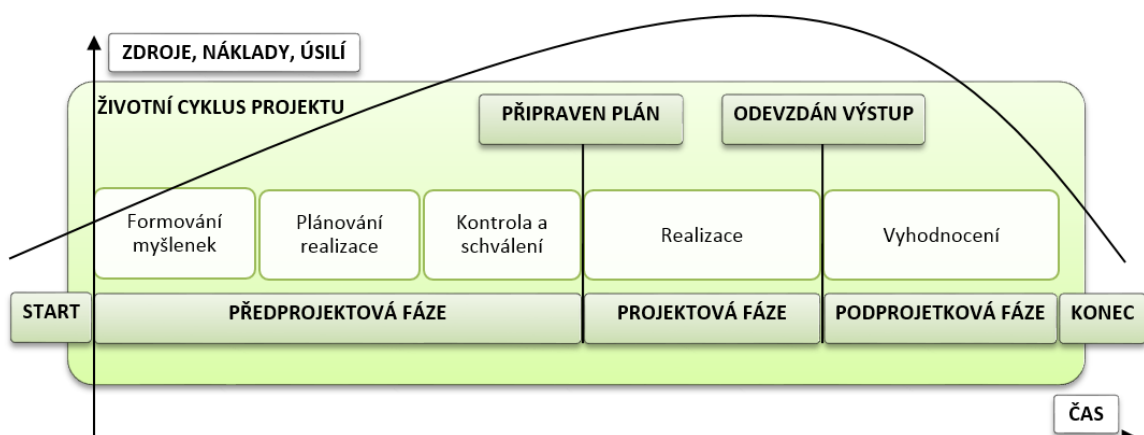 ZDROJE, NÁKLADY, ÚSILÍ
ŽIVOTNÍ CYKLUS PROJEKTU
PŘIPRAVEN PLÁN
ODEVZDÁN VÝSTUP
Formování
myšlenek
Plánování
realizace
Kontrola a
schválení
Realizace
Vyhodnocení
START
PŘEDPROJEKTOVÁ FÁZE
PROJEKTOVÁ FÁZE
PODPROJETKOVÁ FÁZE
KONEC
ČAS